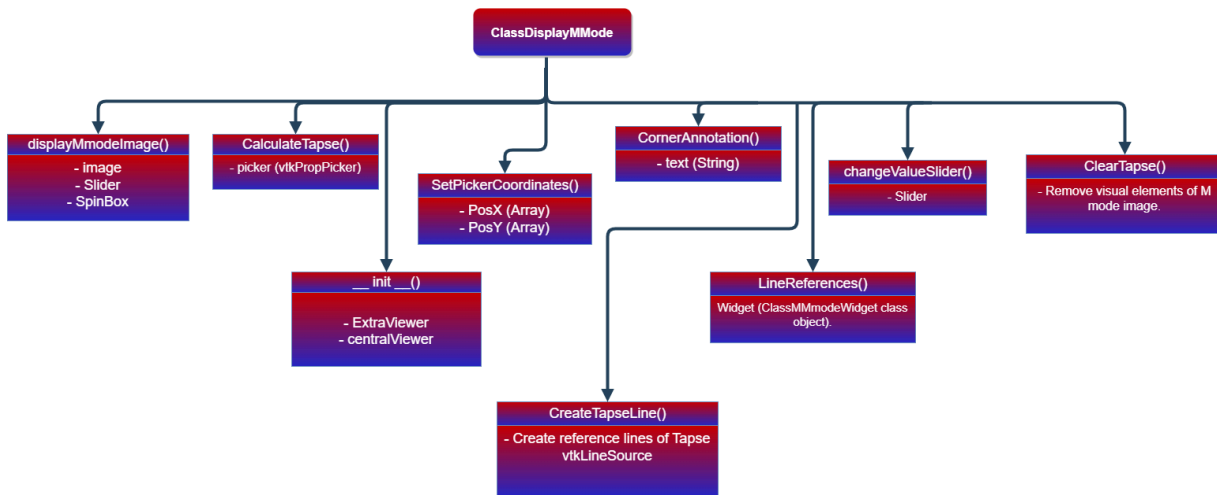 ClassDisplayMMode
displayMmodeImage()
- image
- Slider
- SpinBox
CalculateTapse()
- picker (vtkPropPicker)
SetPickerCoordinates()
- PosX (Array)
- PosY (Array)
CornerAnnotation()
- text (String)
changeValueSlider()
- Slider
ClearTapse()
- Remove visual elements of M
mode image.
__ init __()
- ExtraViewer
- centralViewer
LineReferences()
Widget (ClassMMmodeWidget class
object).
CreateTapseLine()
- Create reference lines of Tapse
vtkLineSource